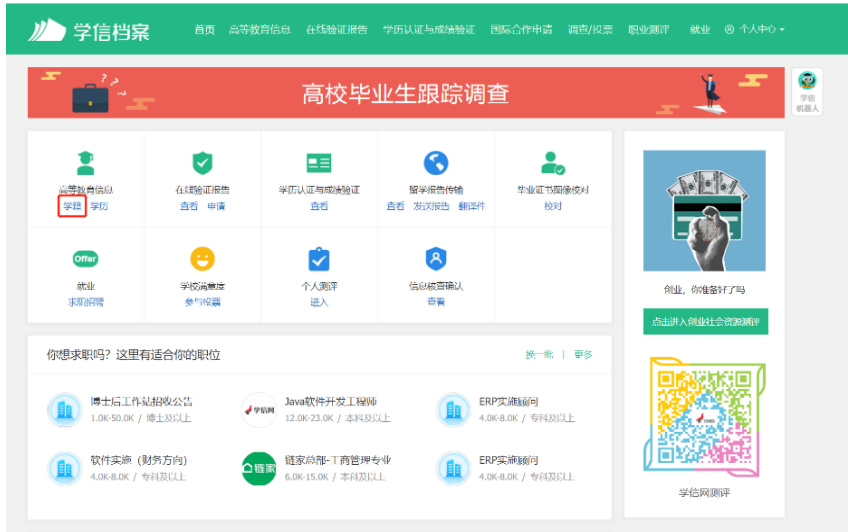 学信档案 首页 高等教育信息 在线验证报告 学历认证与成绩验证 国际合作申请 调查/投票 职业测评 就业 个人中心
? ? ?
高校毕业生跟踪调查
学信
机器人
高等教育信息 在线验证报告 学历认证与成绩验证 留学报告传输 毕业证书图像校对
学籍 学历 查看 申请 查看 查看 发送报告 翻译件 校对
Offer
就业 学校满意度 个人测评 信息核查确认
求职招聘 参与投票 进入 查看
创业，你准备好了吗
点击进入创业社会资源测评
你想求职吗？这里有适合你的职位 换一批 | 更多
博士后工作站招收公告 学信网 Java软件开发工程师 ERP实施顾问
1.0K-50.0K / 博士及以上 12.0K-23.0K / 本科及以上 4.0K-8.0K / 专科及以上
软件实施（财务方向） 链家 链家总部-工商管理专业 ERP实施顾问
4.0K-8.0K / 专科及以上 6.0K-15.0K / 本科及以上 4.0K-8.0K / 专科及以上
学信网测评